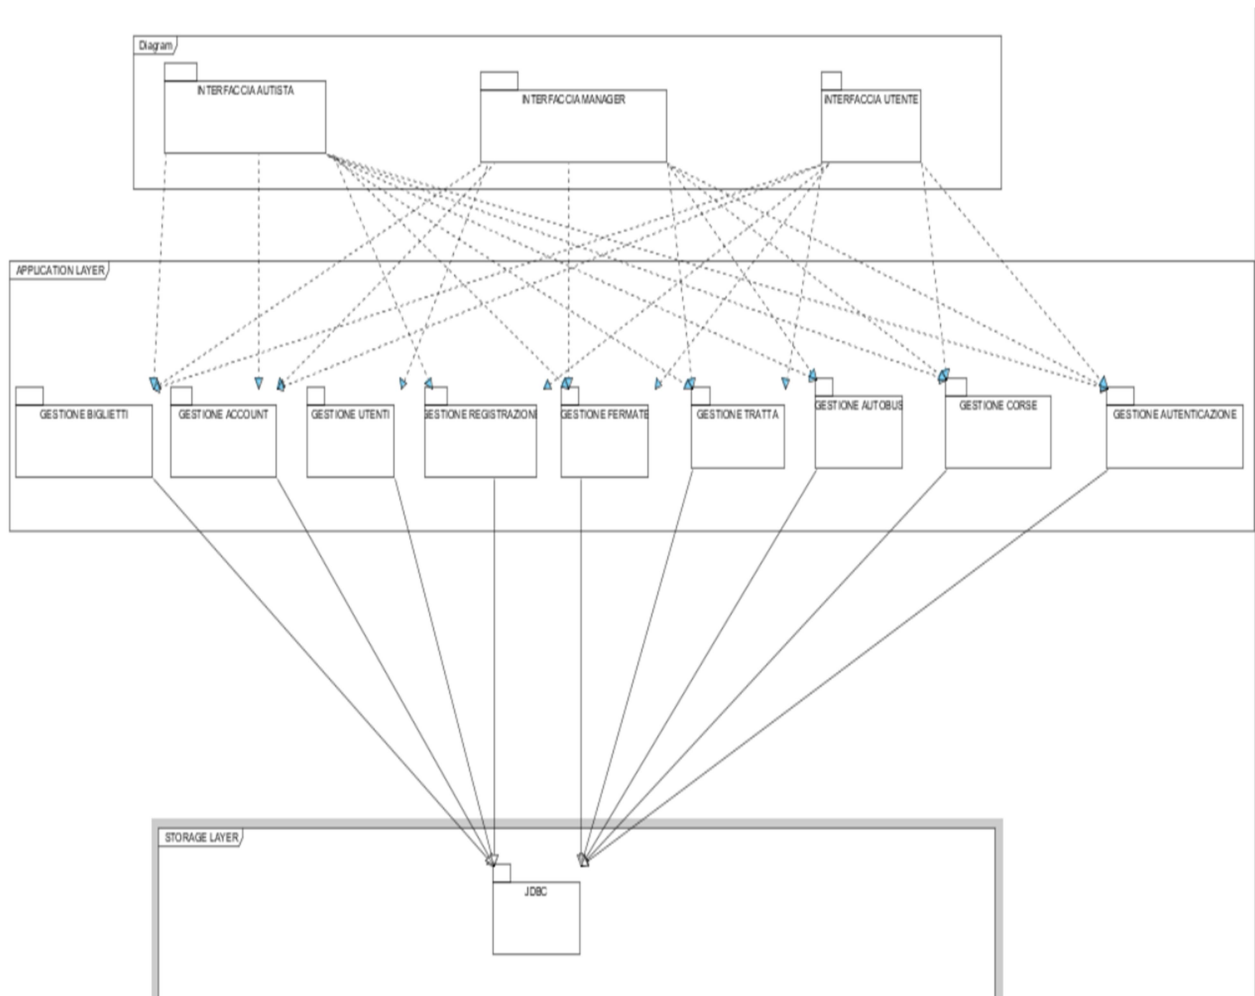 Diagram
INTERFACCIA AUTISTA
INTERFACCIA MANAGER
INTERFACCIA UTENTE
APPLICATION LAYER
GESTIONE BIGLIETTI
GESTIONE ACCOUNT
GESTIONE UTENTI
GESTIONE REGISTRAZIONI
GESTIONE FERMATE
GESTIONE TRATTA
GESTIONE AUTOBUS
GESTIONE CORSE
GESTIONE AUTENTICAZIONE
STORAGE LAYER
JDBC